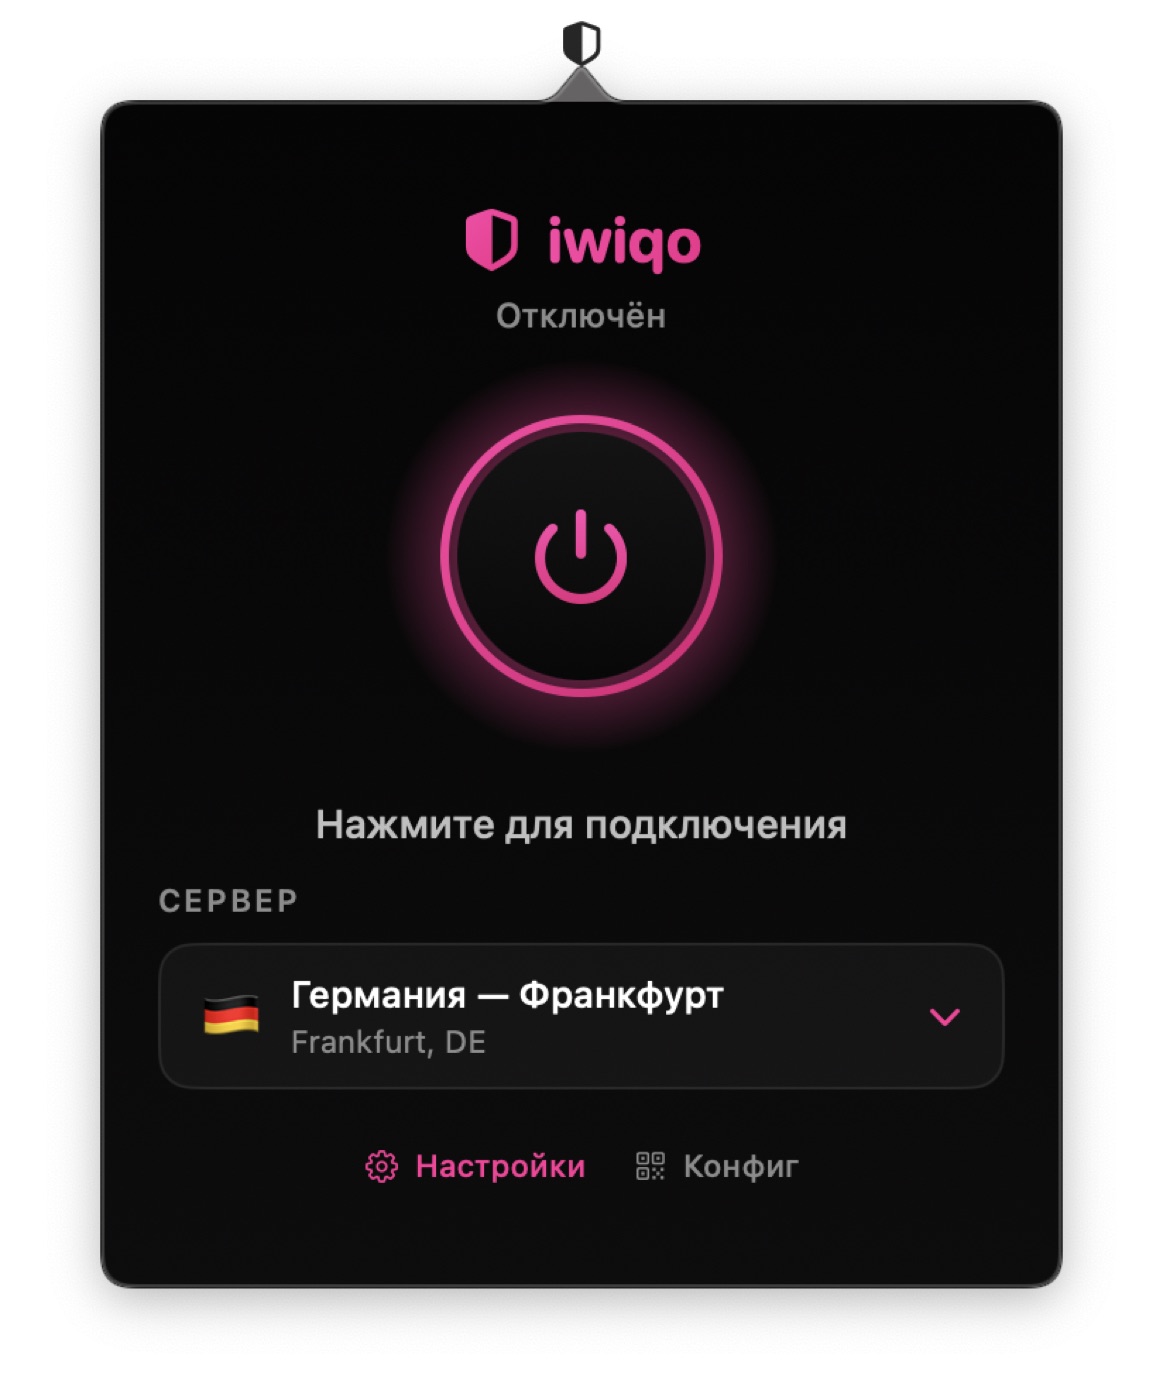 iwiqo
Отключён
Нажмите для подключения
СЕРВЕР
Германия — Франкфурт
Frankfurt, DE
Настройки Конфиг